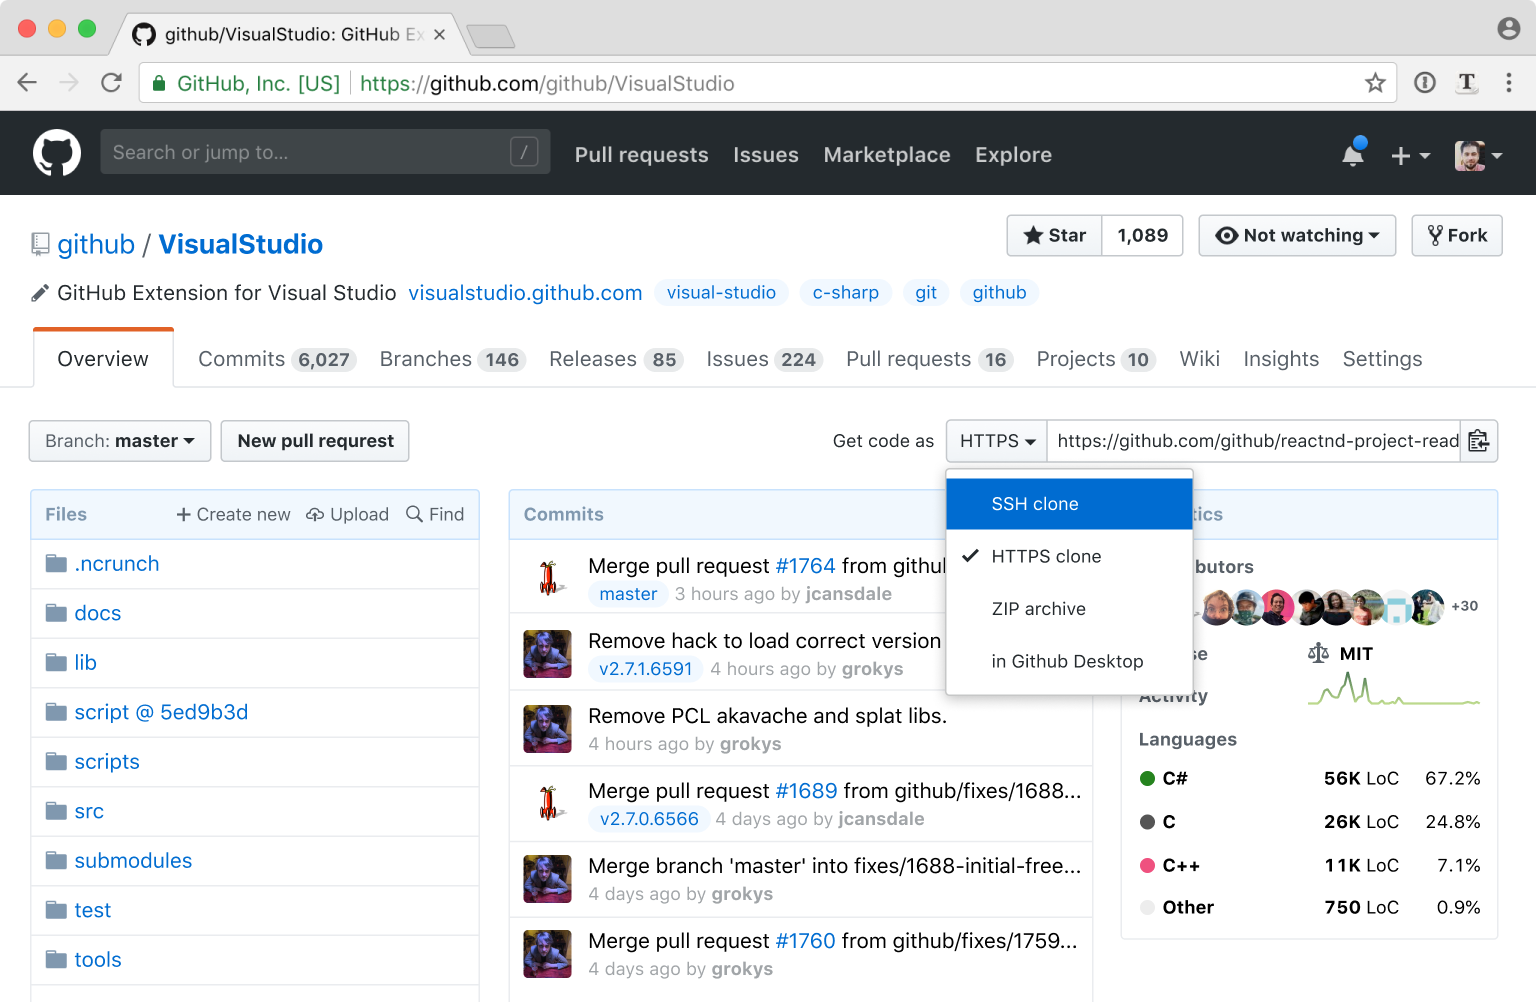 github/VisualStudio: GitHub Ex
GitHub, Inc. [US] https://github.com/github/VisualStudio
Search or jump to… / Pull requests Issues Marketplace Explore
github / VisualStudio Star 1,089 Not watching Fork
GitHub Extension for Visual Studio visualstudio.github.com visual-studio c-sharp git github
Overview Commits 6,027 Branches 146 Releases 85 Issues 224 Pull requests 16 Projects 10 Wiki Insights Settings
Branch: master New pull requrest Get code as HTTPS https://github.com/github/reactnd-project-read
SSH clone
HTTPS clone
ZIP archive
in Github Desktop
Files Create new Upload Find
.ncrunch
docs
lib
script @ 5ed9b3d
scripts
src
submodules
test
tools
Commits
Merge pull request #1764 from githu
master 3 hours ago by jcansdale
Remove hack to load correct version
v2.7.1.6591 4 hours ago by grokys
Remove PCL akavache and splat libs.
4 hours ago by grokys
Merge pull request #1689 from github/fixes/1688...
v2.7.0.6566 4 days ago by jcansdale
Merge branch 'master' into fixes/1688-initial-free...
4 days ago by grokys
Merge pull request #1760 from github/fixes/1759...
4 days ago by grokys
tics
butors
+30
se MIT
Activity
Languages
C# 56K LoC 67.2%
C 26K LoC 24.8%
C++ 11K LoC 7.1%
Other 750 LoC 0.9%